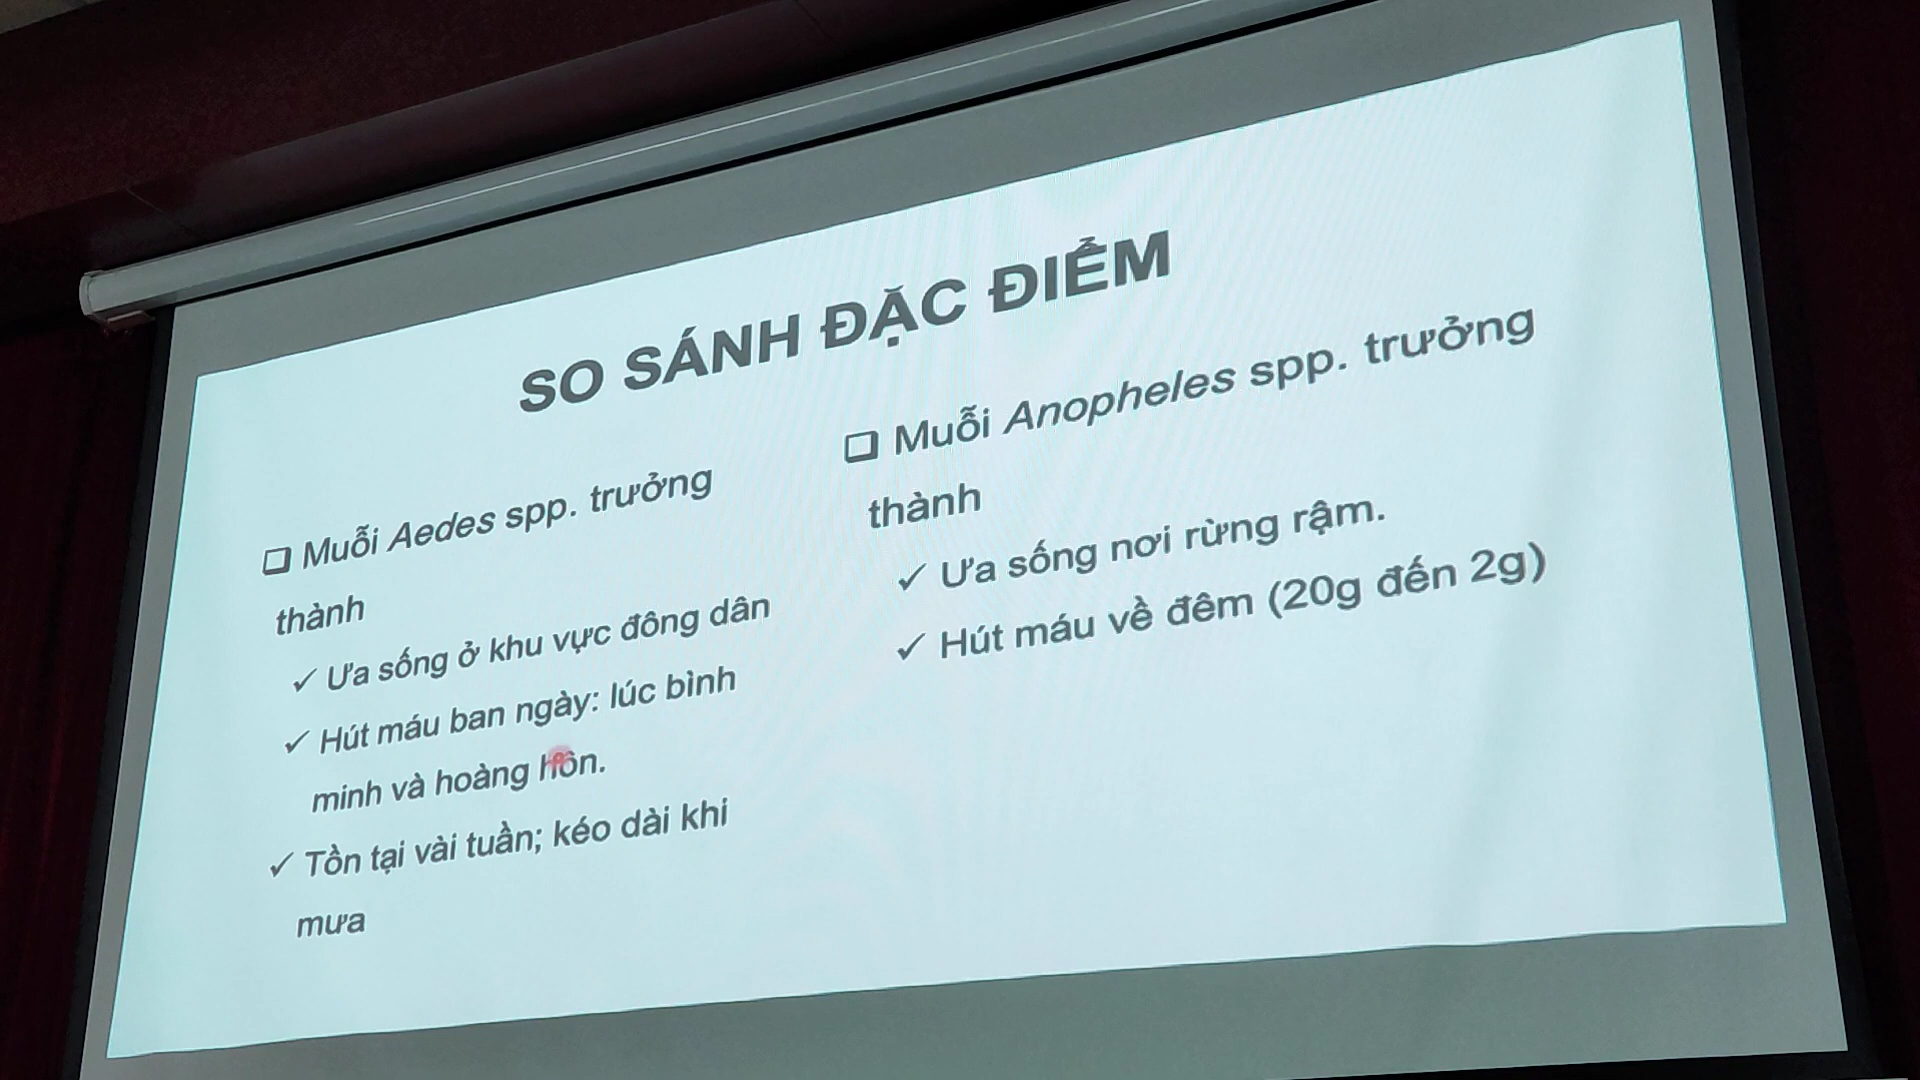 SO SÁNH ĐẶC ĐIỂM
❑ Muỗi Aedes spp. trưởng
thành
✓ Ưa sống ở khu vực đông dân
✓ Hút máu ban ngày: lúc bình
minh và hoàng hôn.
✓ Tồn tại vài tuần; kéo dài khi
mưa
❑ Muỗi Anopheles spp. trưởng
thành
✓ Ưa sống nơi rừng rậm.
✓ Hút máu về đêm (20g đến 2g)